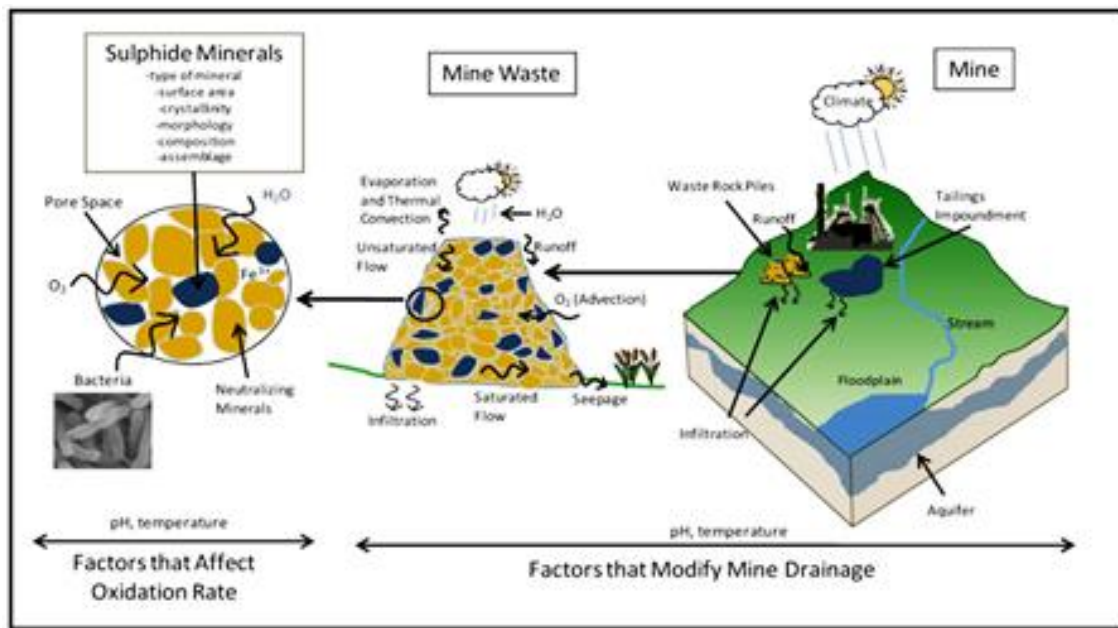 Sulphide Minerals
-type of mineral
-surface area
-crystallinity
-morphology
-composition
-assemblage
Pore Space
H₂O
O₂
Fe³⁺
Bacteria
Neutralizing
Minerals
pH, temperature
Factors that Affect
Oxidation Rate
Mine Waste
Evaporation
and Thermal
Convection
H₂O
Unsaturated
Flow
Runoff
O₂ (Advection)
Infiltration
Saturated
Flow
Seepage
Mine
Climate
Waste Rock Piles
Runoff
Tailings
Impoundment
Stream
Floodplain
Infiltration
Aquifer
pH, temperature
Factors that Modify Mine Drainage